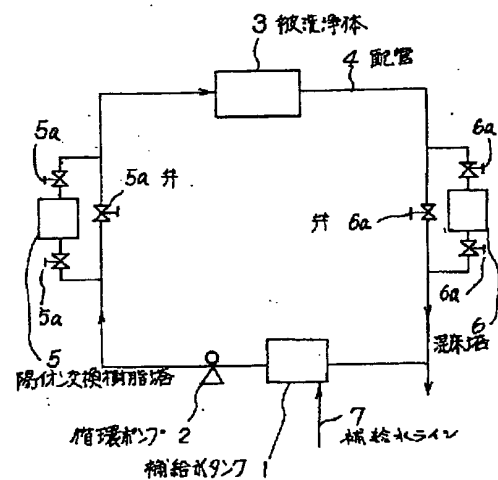 3 被洗浄体
4 配管
5a
6a
5a 弁
弁 6a
5a
6a
5
6
陽イオン交換樹脂塔
混床塔
循環ポンプ 2
7
補給水ライン
補給水タンク 1